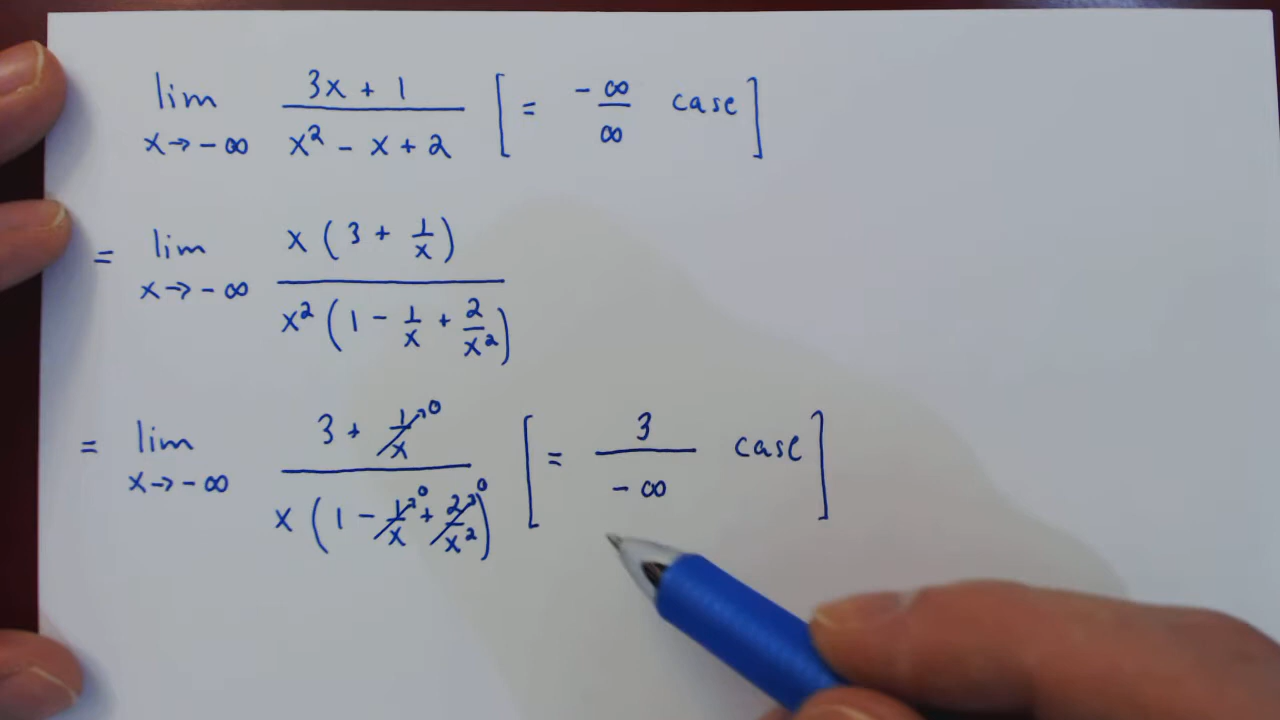 lim x→-∞ (3x + 1)/(x² - x + 2) [ = -∞/∞ case ]
= lim x→-∞ x(3 + 1/x)/(x²(1 - 1/x + 2/x²))
= lim x→-∞ (3 + 1/x→0)/(x(1 - 1/x→0 + 2/x²→0)) [ = 3/-∞ case ]